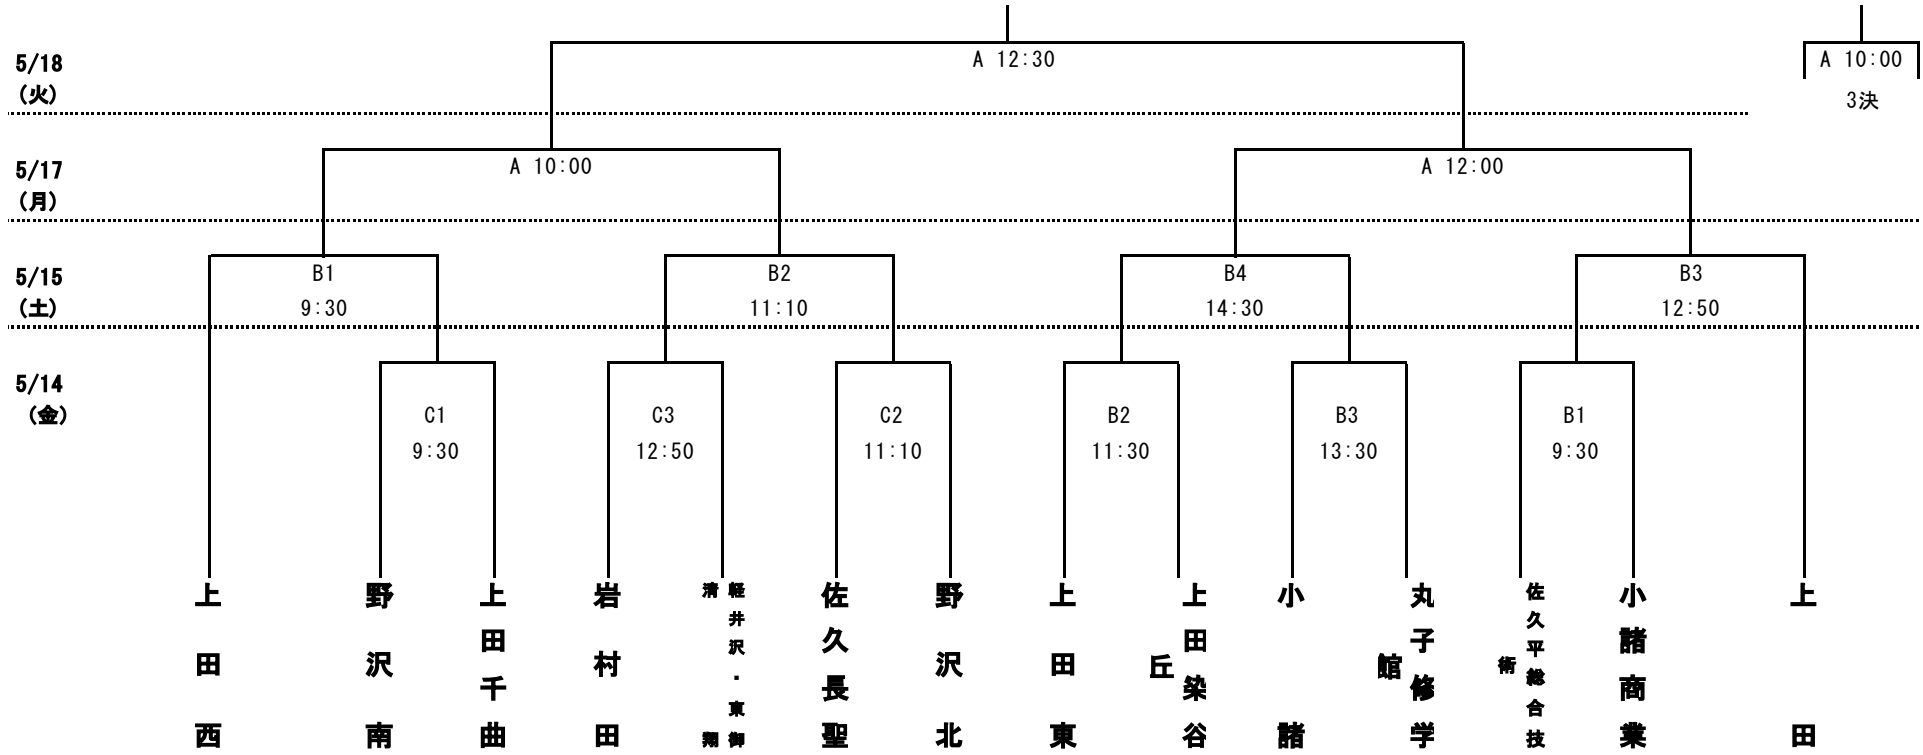 5/18
（火）
A 12:30
A 10:00
3決
5/17
（月）
A 10:00
A 12:00
5/15
（土）
B1
9:30
B2
11:10
B4
14:30
B3
12:50
5/14
（金）
C1
9:30
C3
12:50
C2
11:10
B2
11:30
B3
13:30
B1
9:30
上田西
野沢南
上田千曲
岩村田
軽井沢・東御
清翔
佐久長聖
野沢北
上田東
上田染谷
丘
小諸
丸子修学
館
佐久平総合技
術
小諸商業
上田